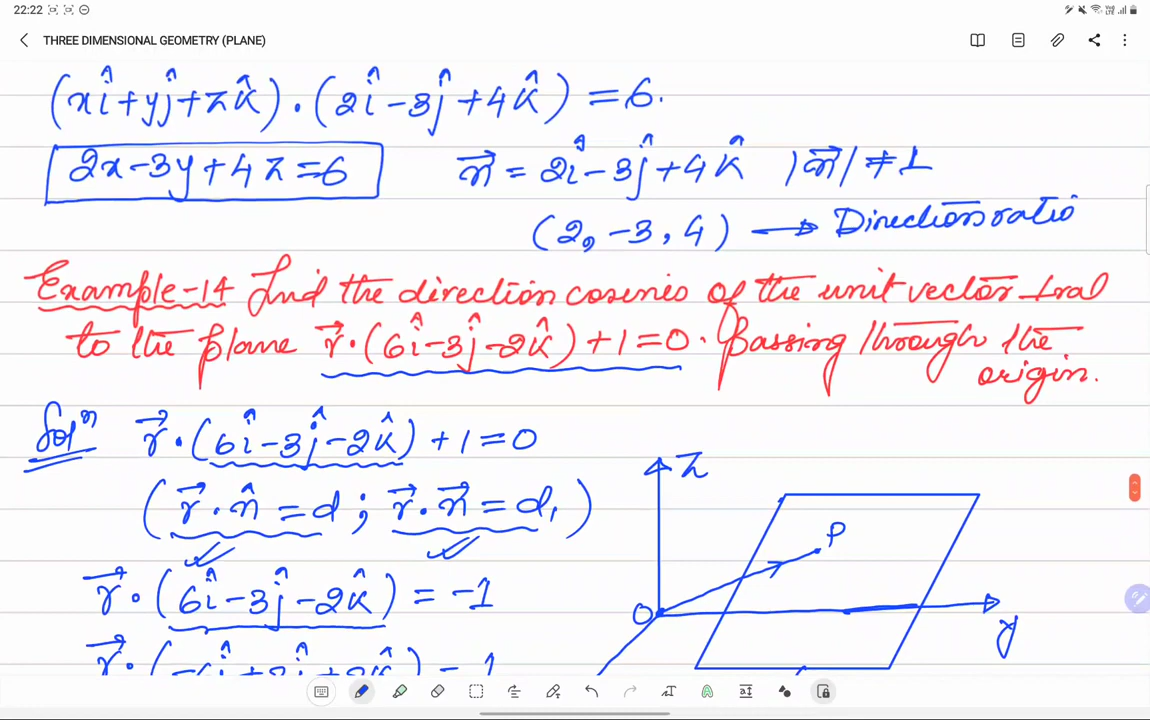 22:22
THREE DIMENSIONAL GEOMETRY (PLANE)
(xî+yĵ+zk̂)·(2î-3ĵ+4k̂)=6.
2x-3y+4z=6 n⃗=2î-3ĵ+4k̂ |n⃗|≠1
(2, -3, 4) → Direction ratio
Example-14 Find the direction cosines of the unit vector ⊥ral
to the plane r⃗·(6î-3ĵ-2k̂)+1=0. Passing through the
origin.
Solⁿ r⃗·(6î-3ĵ-2k̂)+1=0
Z
(r⃗·n̂=d; r⃗·n⃗=d₁)
P
r⃗·(6î-3ĵ-2k̂)=-1
O
y